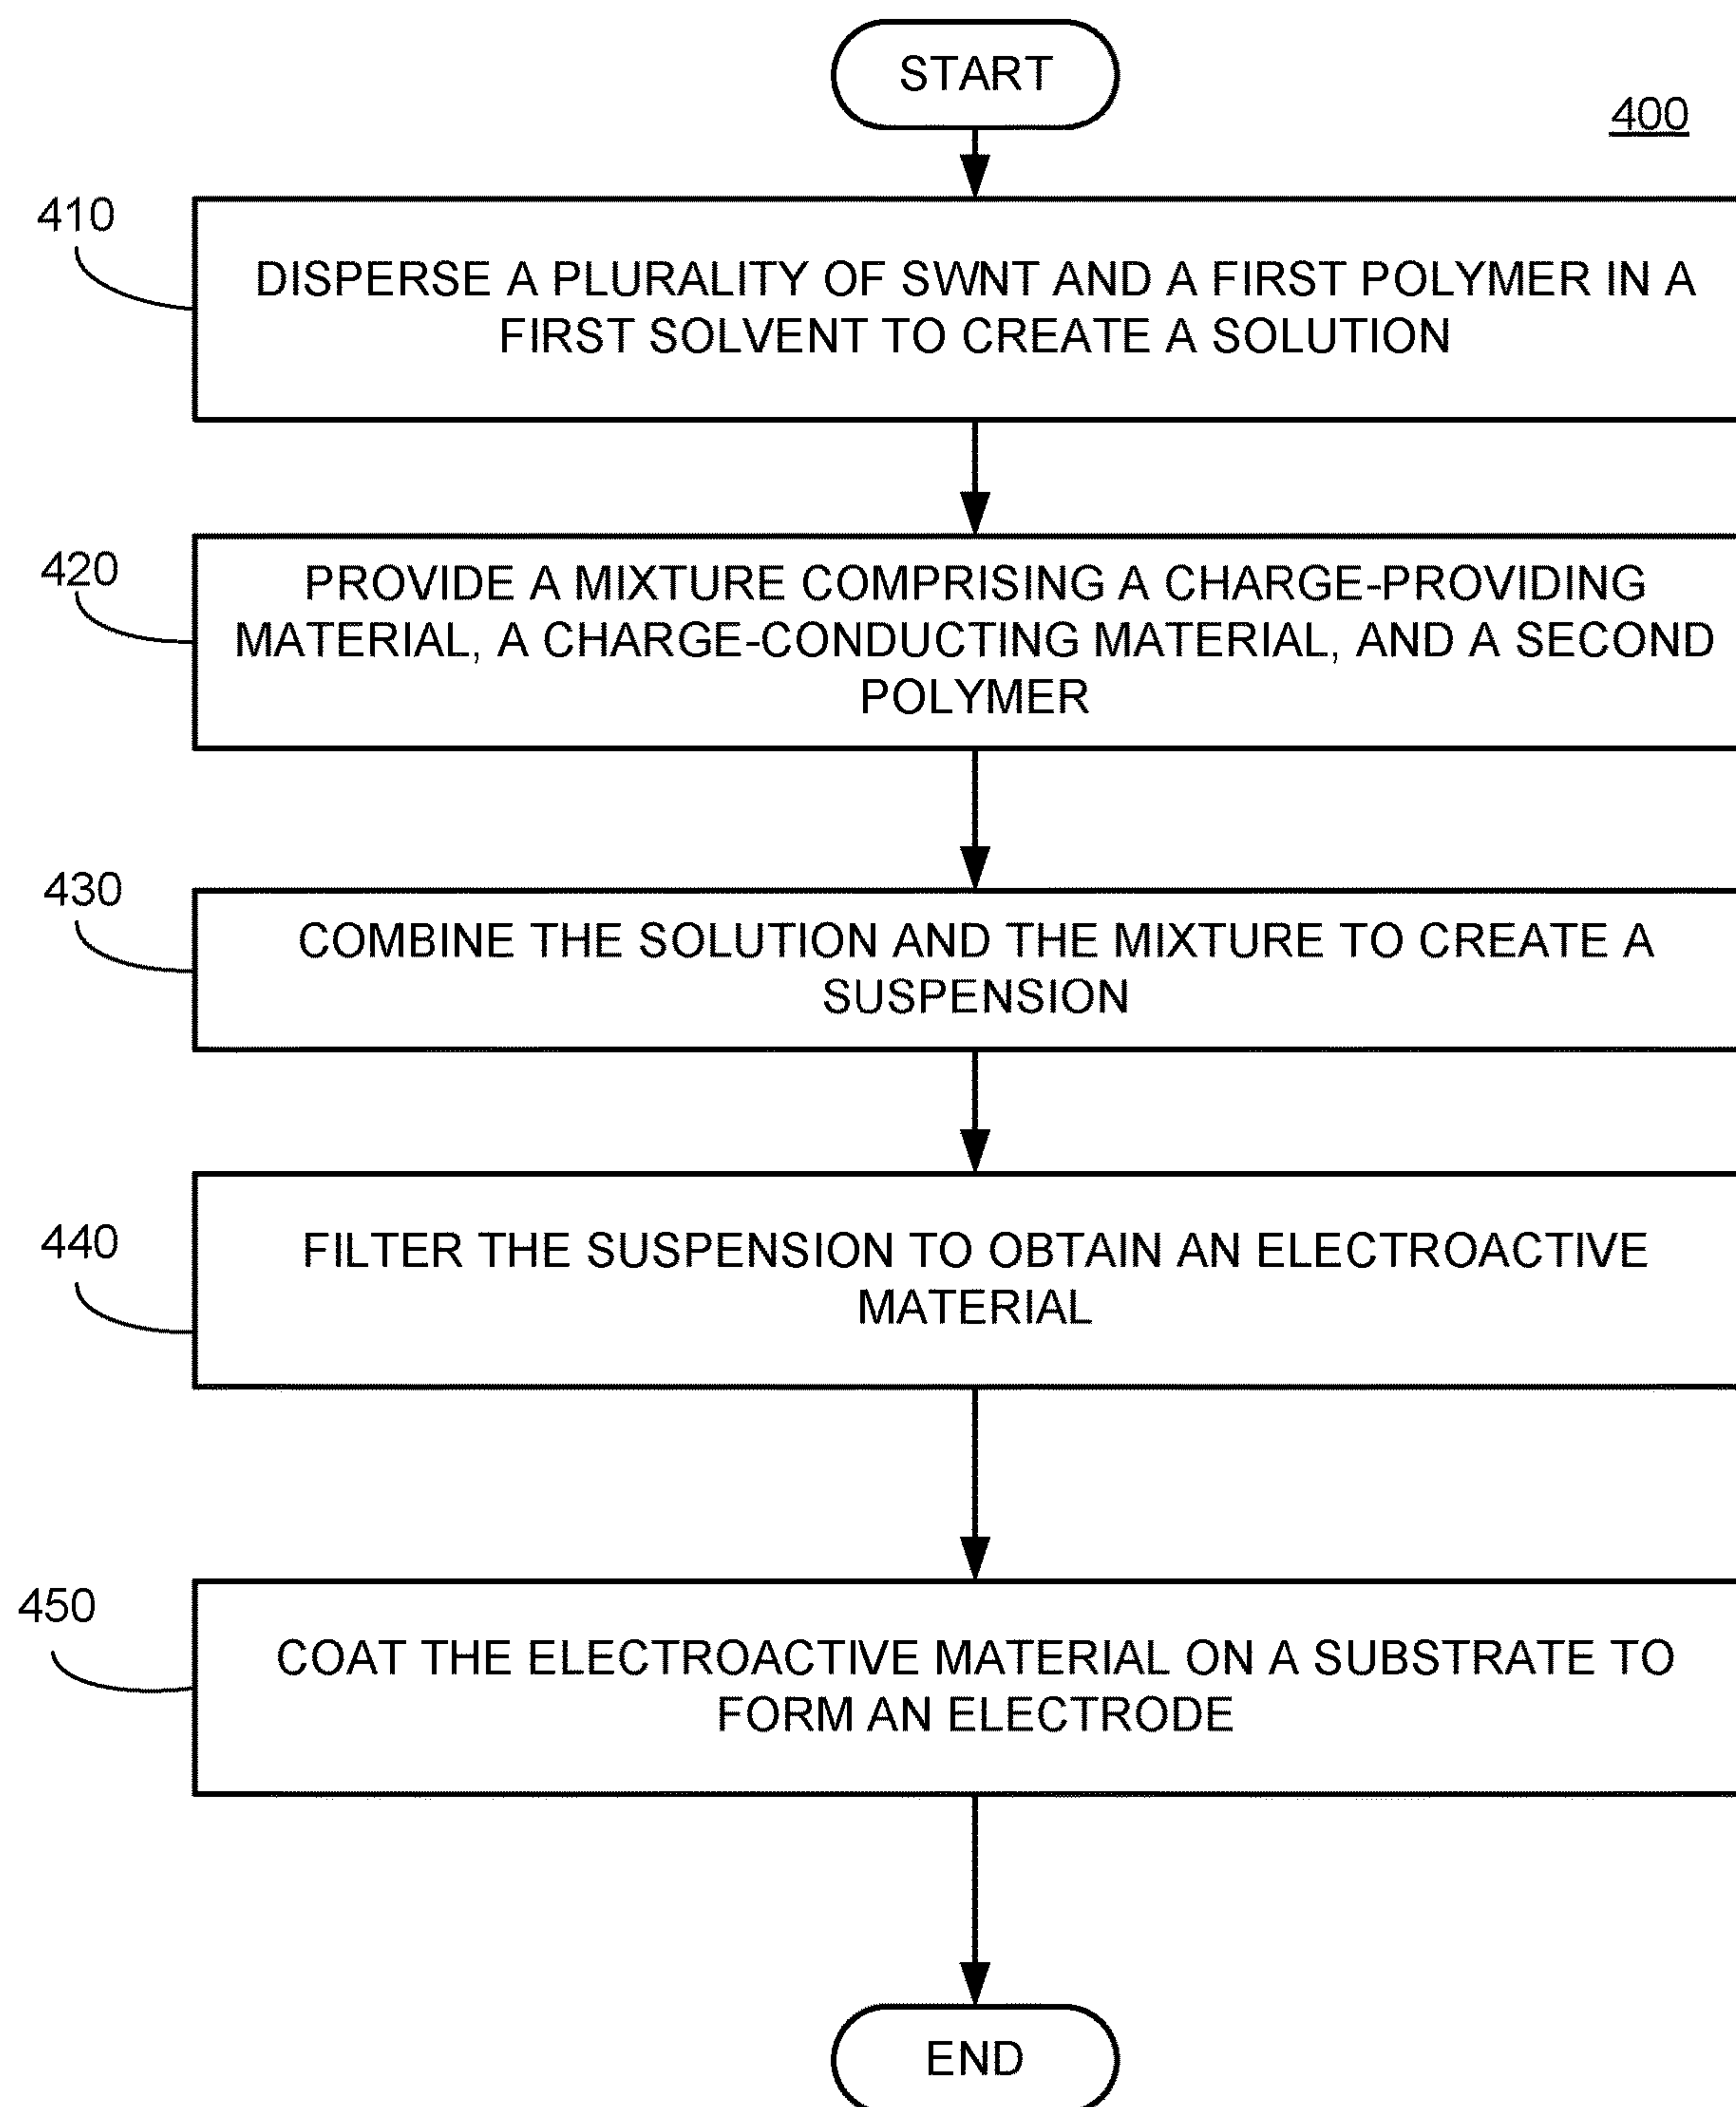 START
400
410
DISPERSE A PLURALITY OF SWNT AND A FIRST POLYMER IN A
FIRST SOLVENT TO CREATE A SOLUTION
420
PROVIDE A MIXTURE COMPRISING A CHARGE-PROVIDING
MATERIAL, A CHARGE-CONDUCTING MATERIAL, AND A SECOND
POLYMER
430
COMBINE THE SOLUTION AND THE MIXTURE TO CREATE A
SUSPENSION
440
FILTER THE SUSPENSION TO OBTAIN AN ELECTROACTIVE
MATERIAL
450
COAT THE ELECTROACTIVE MATERIAL ON A SUBSTRATE TO
FORM AN ELECTRODE
END